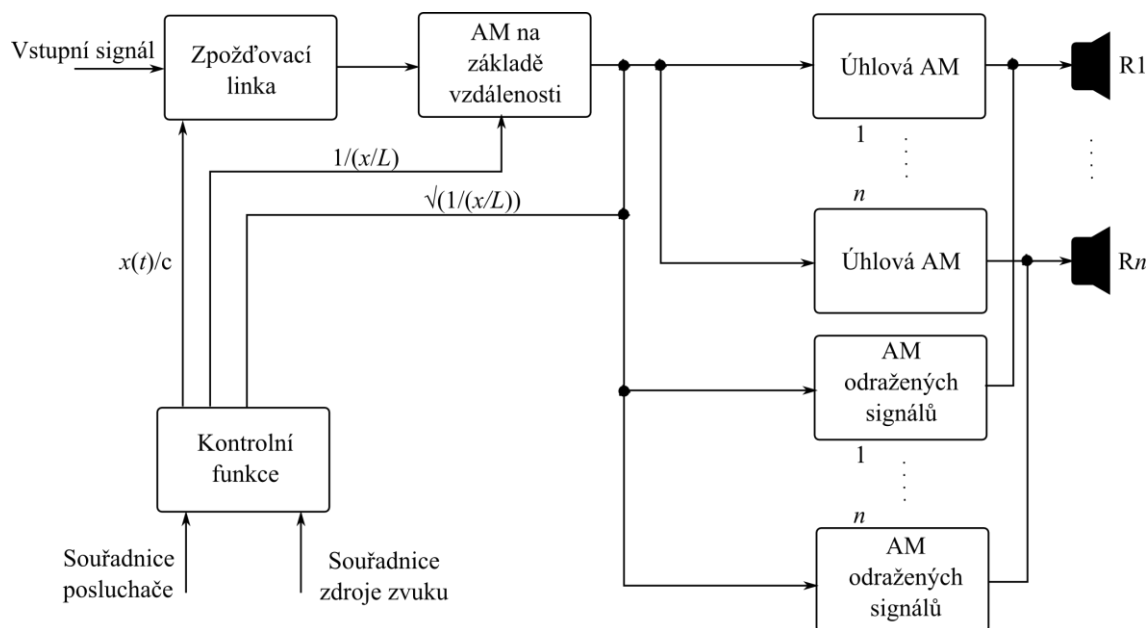 Vstupní signál
Zpožďovací
linka
AM na
základě
vzdálenosti
Úhlová AM
R1
1
n
1/(x/L)
√(1/(x/L))
x(t)/c
Úhlová AM
Rn
AM
odražených
signálů
1
n
Kontrolní
funkce
Souřadnice
posluchače
Souřadnice
zdroje zvuku
AM
odražených
signálů